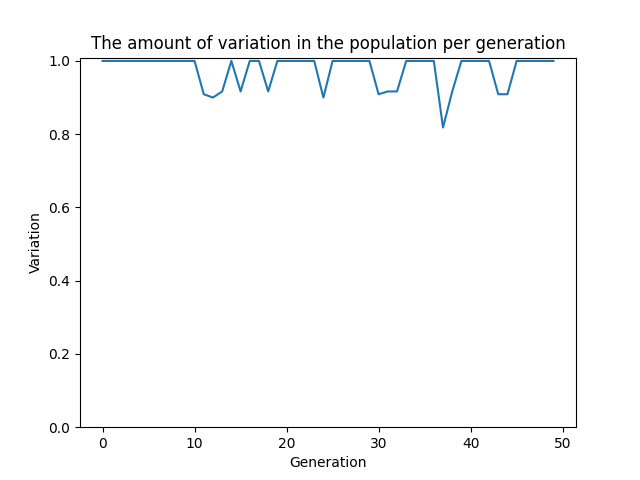 The amount of variation in the population per generation
1.0
0.8
0.6
0.4
0.2
0.0
Variation
0 10 20 30 40 50
Generation